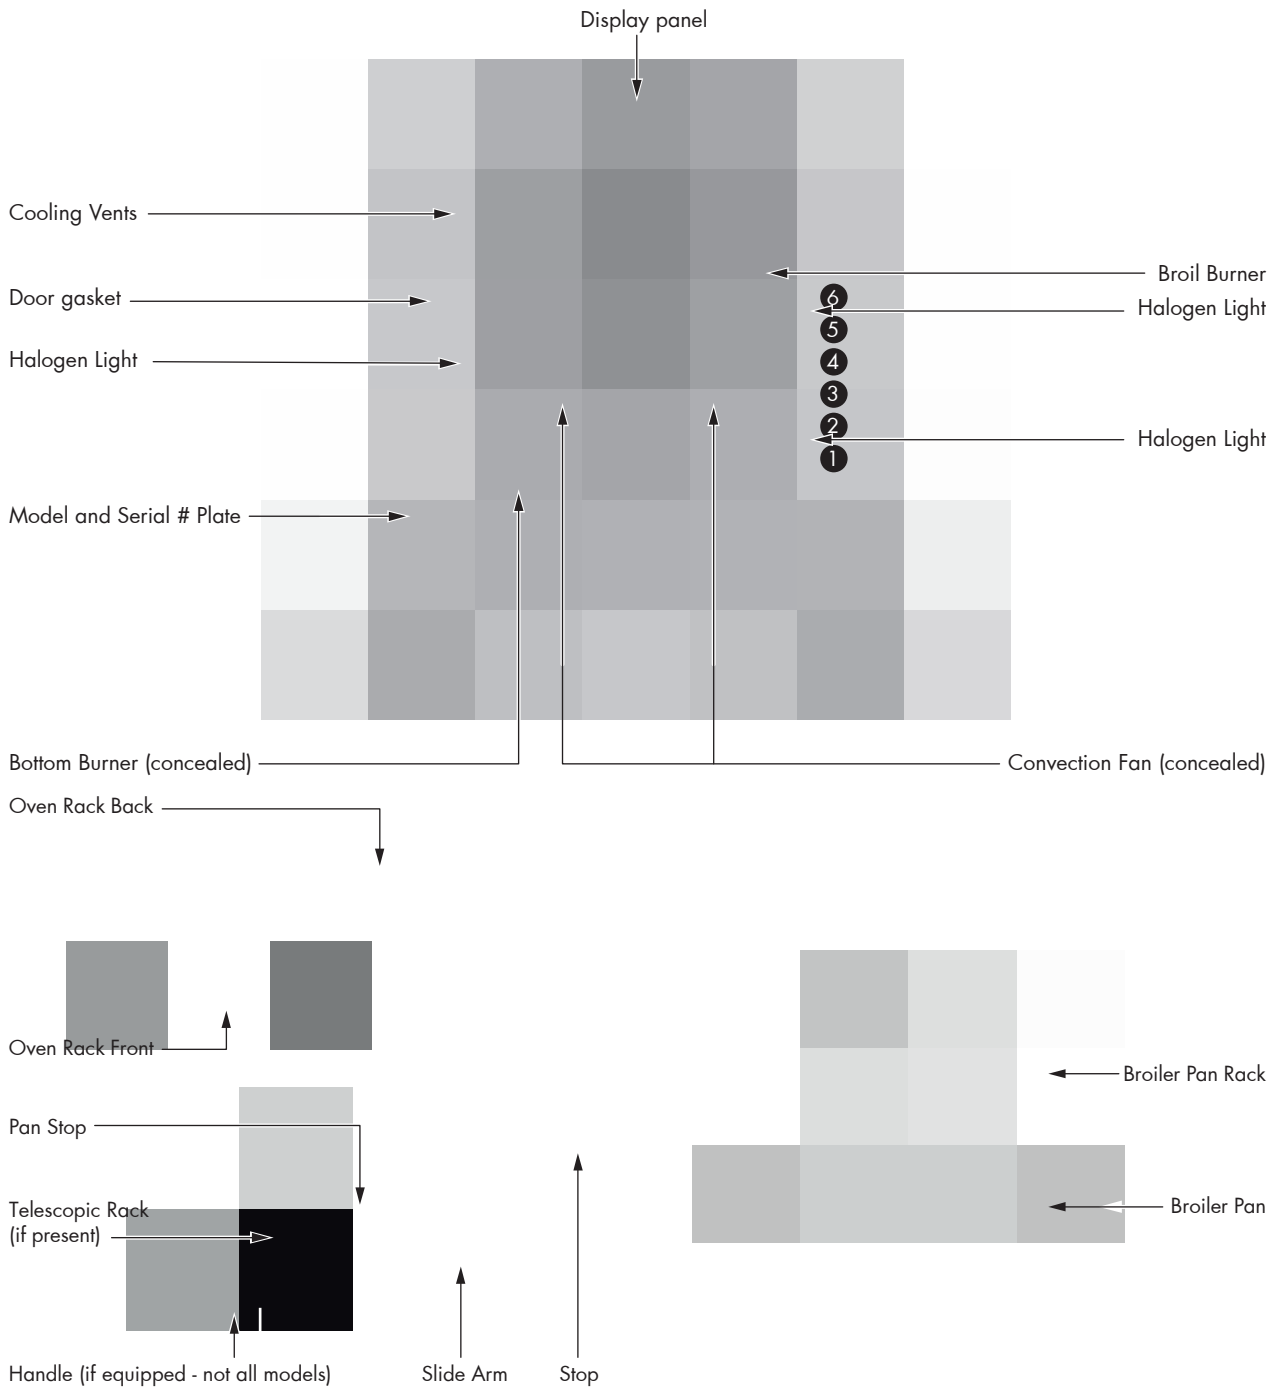 Display panel
Cooling Vents
Broil Burner
Door gasket
6
Halogen Light
5
Halogen Light
4
3
2
Halogen Light
1
Model and Serial # Plate
Bottom Burner (concealed)
Convection Fan (concealed)
Oven Rack Back
Oven Rack Front
Broiler Pan Rack
Pan Stop
Telescopic Rack
(if present)
Broiler Pan
Handle (if equipped - not all models)
Slide Arm
Stop